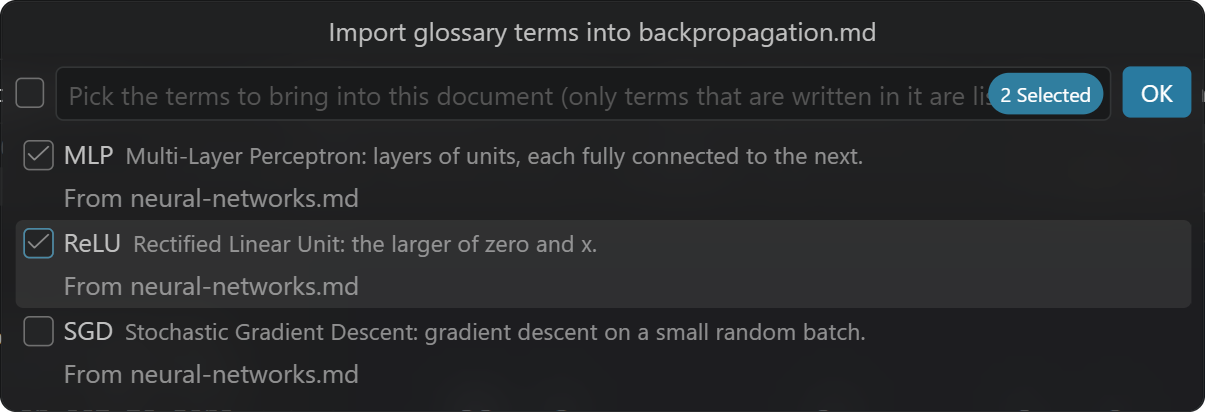 Import glossary terms into backpropagation.md
Pick the terms to bring into this document (only terms that are written in it are
2 Selected
OK
MLP Multi-Layer Perceptron: layers of units, each fully connected to the next.
From neural-networks.md
ReLU Rectified Linear Unit: the larger of zero and x.
From neural-networks.md
SGD Stochastic Gradient Descent: gradient descent on a small random batch.
From neural-networks.md